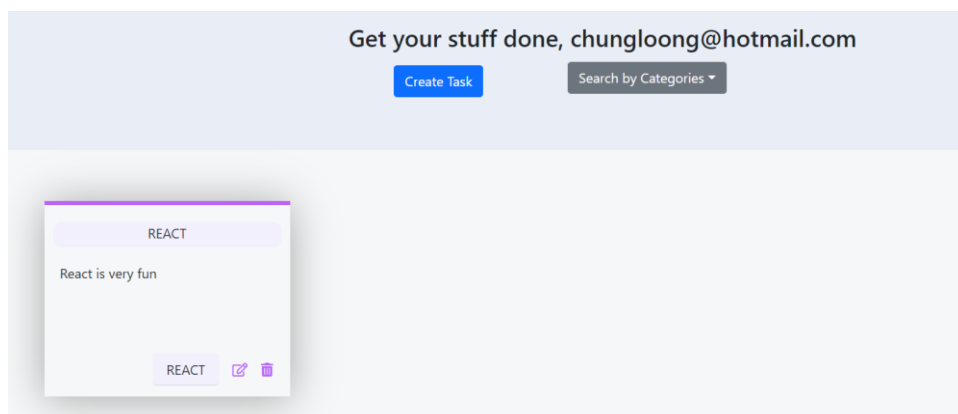 Get your stuff done, chungloong@hotmail.com
Create Task
Search by Categories
REACT
React is very fun
REACT